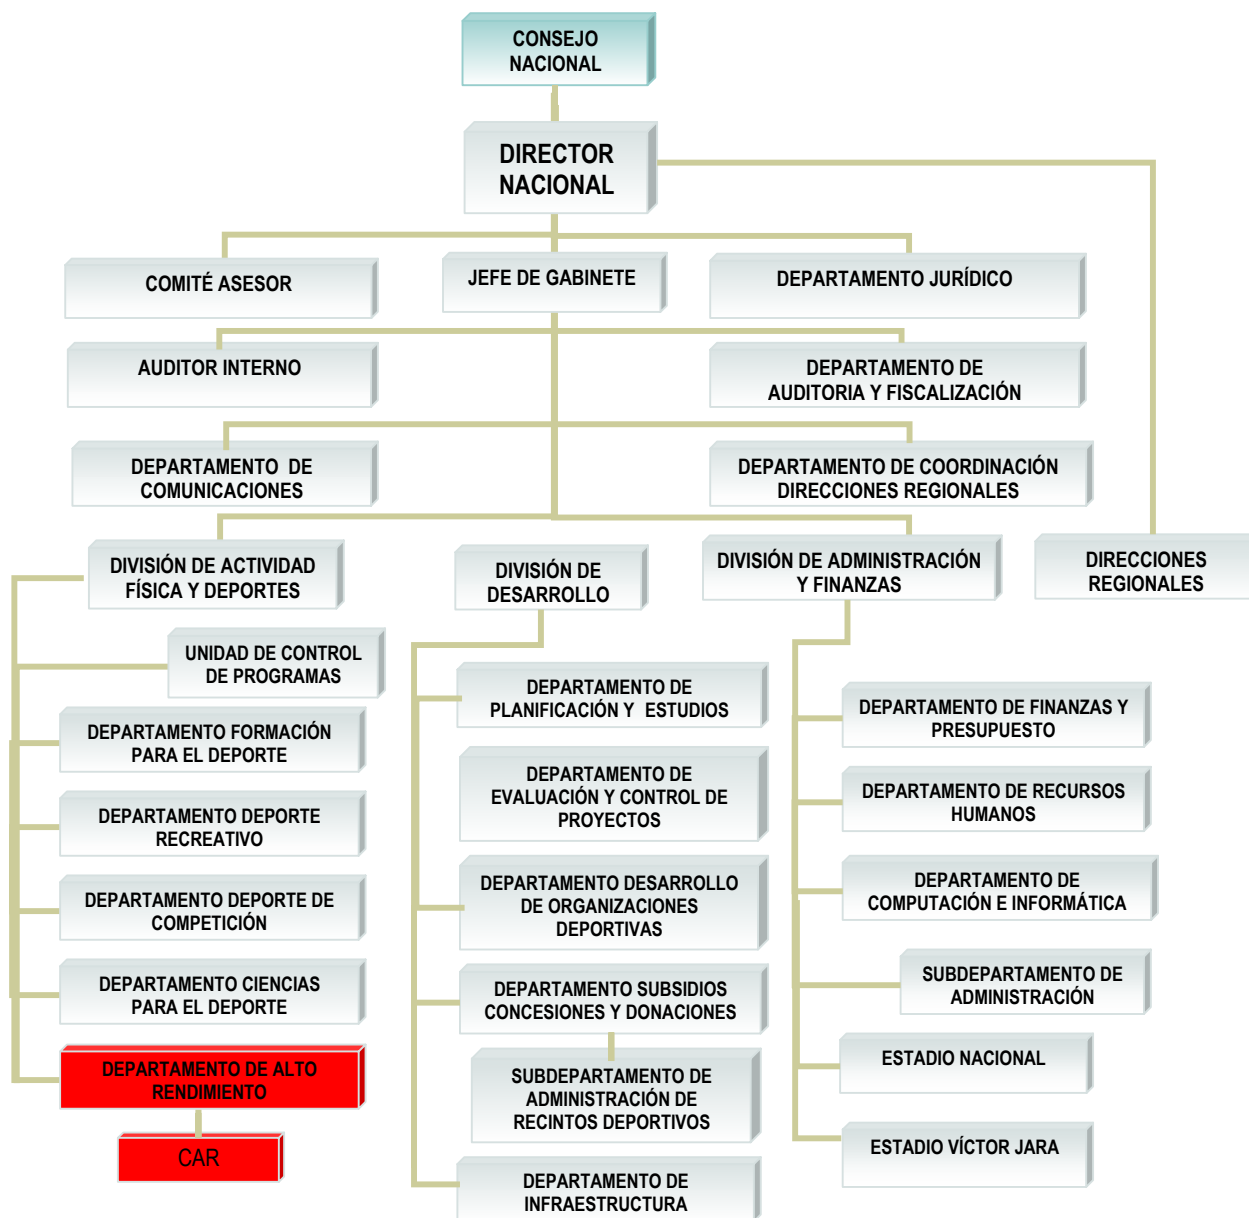 CONSEJO
NACIONAL
DIRECTOR
NACIONAL
COMITÉ ASESOR
JEFE DE GABINETE
DEPARTAMENTO JURÍDICO
AUDITOR INTERNO
DEPARTAMENTO DE
AUDITORIA Y FISCALIZACIÓN
DEPARTAMENTO DE
COMUNICACIONES
DEPARTAMENTO DE COORDINACIÓN
DIRECCIONES REGIONALES
DIVISIÓN DE ACTIVIDAD
FÍSICA Y DEPORTES
DIVISIÓN DE
DESARROLLO
DIVISIÓN DE ADMINISTRACIÓN
Y FINANZAS
DIRECCIONES
REGIONALES
UNIDAD DE CONTROL
DE PROGRAMAS
DEPARTAMENTO FORMACIÓN
PARA EL DEPORTE
DEPARTAMENTO DEPORTE
RECREATIVO
DEPARTAMENTO DEPORTE DE
COMPETICIÓN
DEPARTAMENTO CIENCIAS
PARA EL DEPORTE
DEPARTAMENTO DE ALTO
RENDIMIENTO
CAR
DEPARTAMENTO DE
PLANIFICACIÓN Y ESTUDIOS
DEPARTAMENTO DE
EVALUACIÓN Y CONTROL DE
PROYECTOS
DEPARTAMENTO DESARROLLO
DE ORGANIZACIONES
DEPORTIVAS
DEPARTAMENTO SUBSIDIOS
CONCESIONES Y DONACIONES
SUBDEPARTAMENTO DE
ADMINISTRACIÓN DE
RECINTOS DEPORTIVOS
DEPARTAMENTO DE
INFRAESTRUCTURA
DEPARTAMENTO DE FINANZAS Y
PRESUPUESTO
DEPARTAMENTO DE RECURSOS
HUMANOS
DEPARTAMENTO DE
COMPUTACIÓN E INFORMÁTICA
SUBDEPARTAMENTO DE
ADMINISTRACIÓN
ESTADIO NACIONAL
ESTADIO VÍCTOR JARA